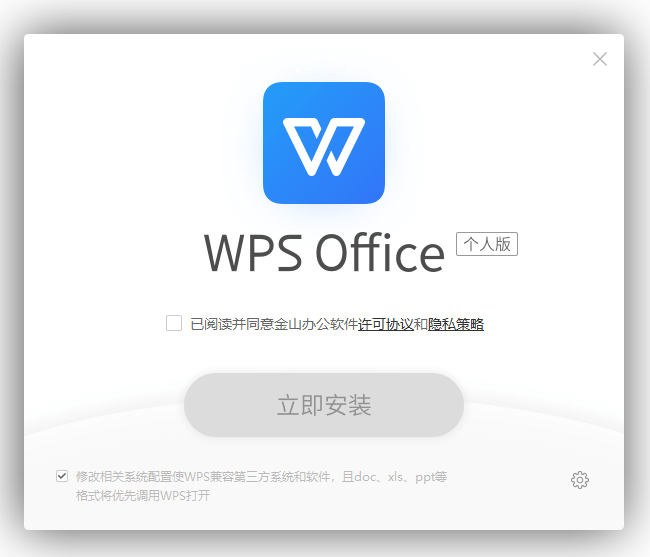 WPS Office 个人版
已阅读并同意金山办公软件许可协议和隐私策略
立即安装
修改相关系统配置使WPS兼容第三方系统和软件，且doc、xls、ppt等
格式将优先调用WPS打开